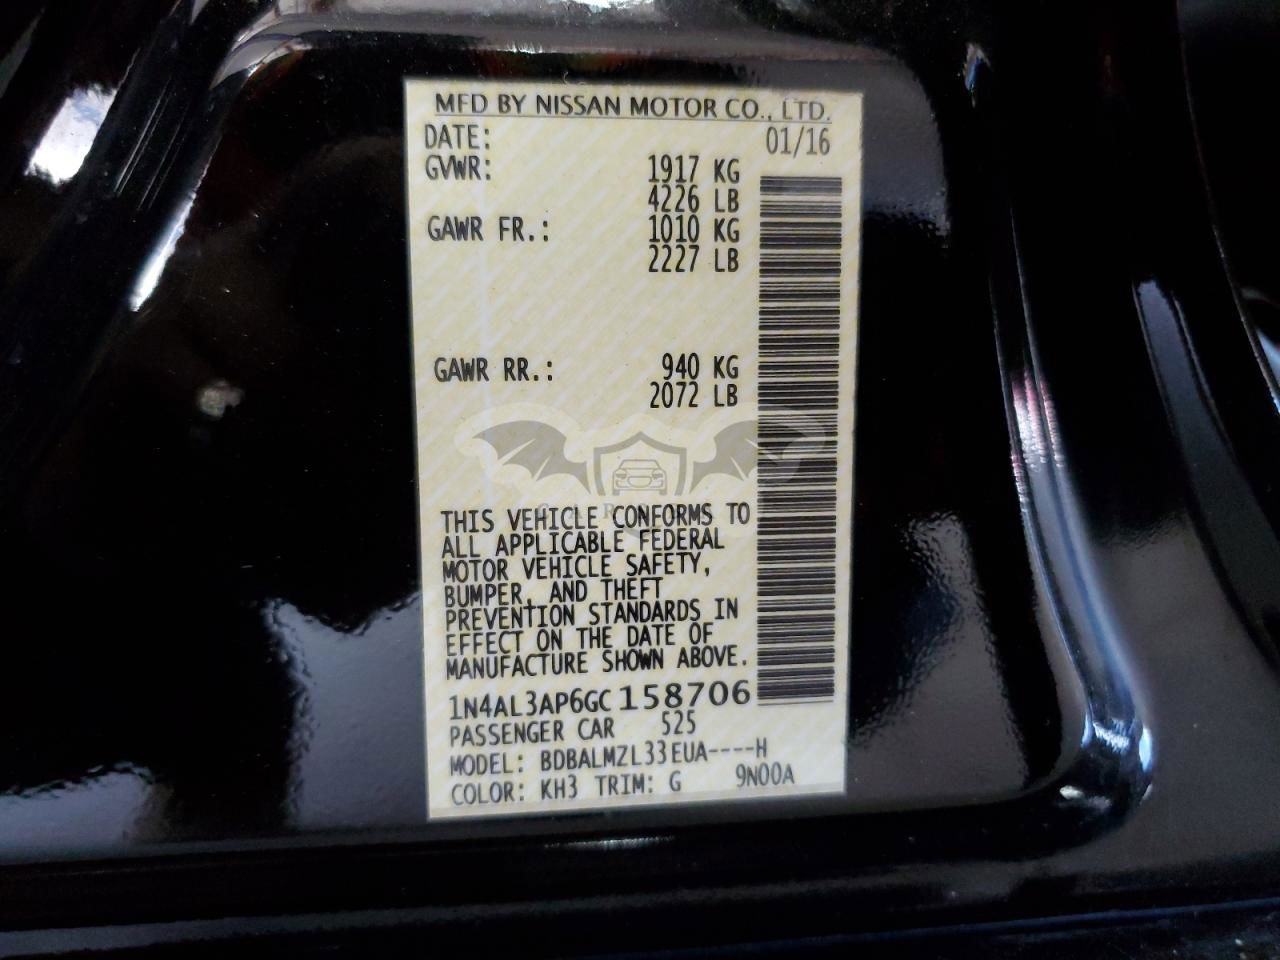 MFD BY NISSAN MOTOR CO., LTD.
DATE: 01/16
GVWR: 1917 KG
4226 LB
GAWR FR.: 1010 KG
2227 LB
GAWR RR.: 940 KG
2072 LB
THIS VEHICLE CONFORMS TO
ALL APPLICABLE FEDERAL
MOTOR VEHICLE SAFETY,
BUMPER, AND THEFT
PREVENTION STANDARDS IN
EFFECT ON THE DATE OF
MANUFACTURE SHOWN ABOVE.
1N4AL3AP6GC158706
PASSENGER CAR 525
MODEL: BDBALMZL33EUA----H
COLOR: KH3 TRIM: G 9N00A